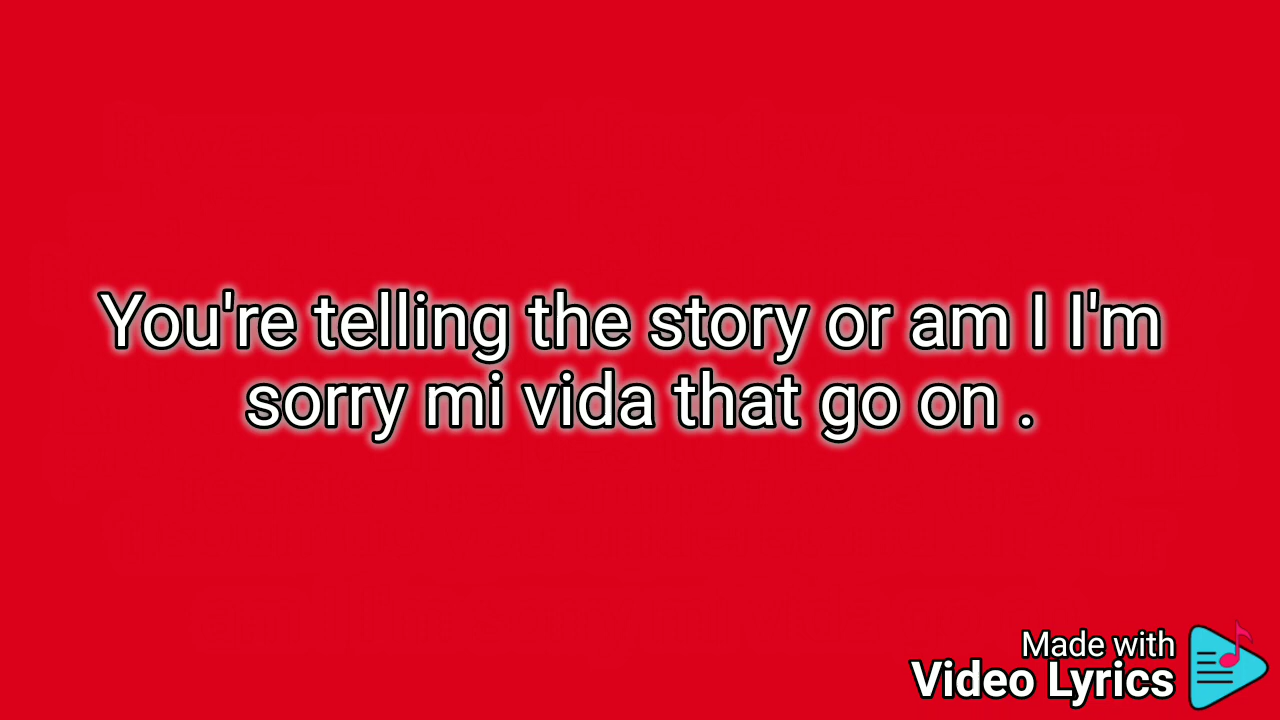 You're telling the story or am I I'm
sorry mi vida that go on .
Made with
Video Lyrics